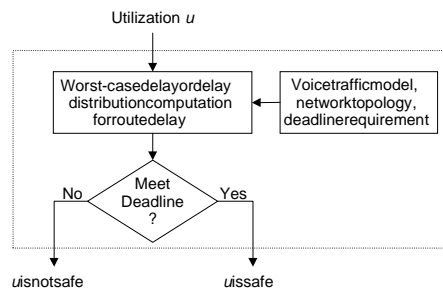 Utilization u
Worst-casedelayordelay
distributioncomputation
forroutedelay
Voicetrafficmodel,
networktopology,
deadlinerequirement
Meet
Deadline
?
No
Yes
uisnotsafe
uissafe